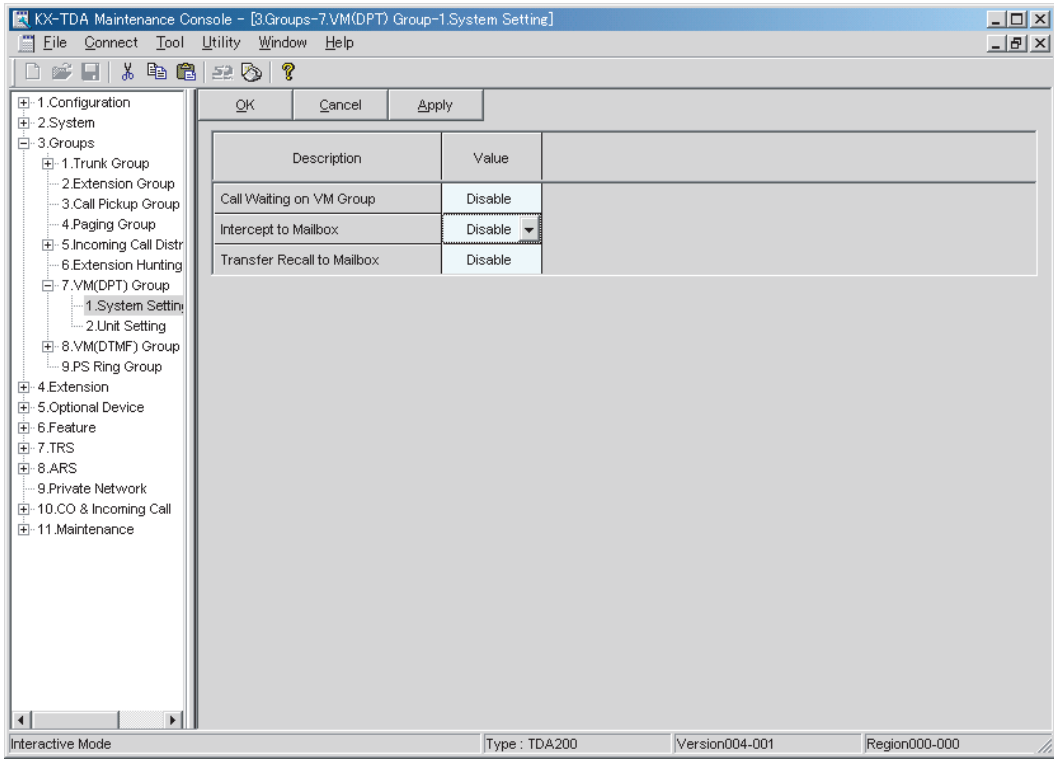 KX-TDA Maintenance Console - [3.Groups-7.VM(DPT) Group-1.System Setting]
File Connect Tool Utility Window Help
OK Cancel Apply
1.Configuration
2.System
3.Groups
1.Trunk Group
2.Extension Group
3.Call Pickup Group
4.Paging Group
5.Incoming Call Distr
6.Extension Hunting
7.VM(DPT) Group
1.System Setting
2.Unit Setting
8.VM(DTMF) Group
9.PS Ring Group
4.Extension
5.Optional Device
6.Feature
7.TRS
8.ARS
9.Private Network
10.CO & Incoming Call
11.Maintenance
Description Value
Call Waiting on VM Group Disable
Intercept to Mailbox Disable
Transfer Recall to Mailbox Disable
Interactive Mode Type : TDA200 Version004-001 Region000-000